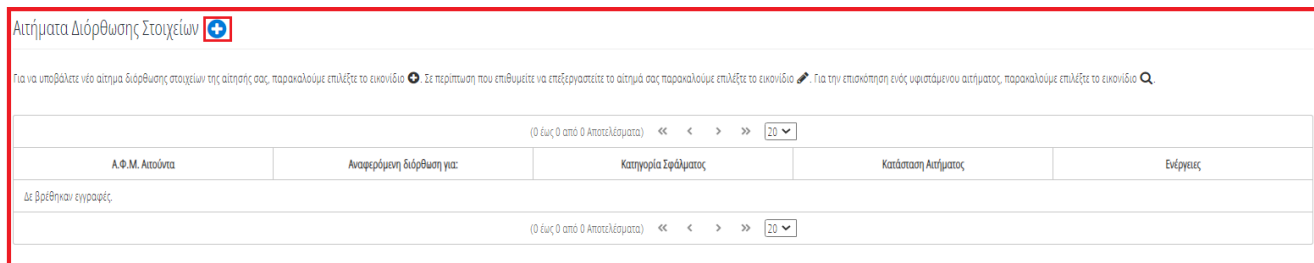 Αιτήματα Διόρθωσης Στοιχείων
Για να υποβάλετε νέο αίτημα διόρθωσης στοιχείων της αίτησής σας, παρακαλούμε επιλέξτε το εικονίδιο . Σε περίπτωση που επιθυμείτε να επεξεργαστείτε το αίτημά σας παρακαλούμε επιλέξτε το εικονίδιο . Για την επισκόπηση ενός υφιστάμενου αιτήματος, παρακαλούμε επιλέξτε το εικονίδιο .
(0 έως 0 από 0 Αποτελέσματα) 20
Α.Φ.Μ. Αιτούντα Αναφερόμενη διόρθωση για: Κατηγορία Σφάλματος Κατάσταση Αιτήματος Ενέργειες
Δε βρέθηκαν εγγραφές.
(0 έως 0 από 0 Αποτελέσματα) 20